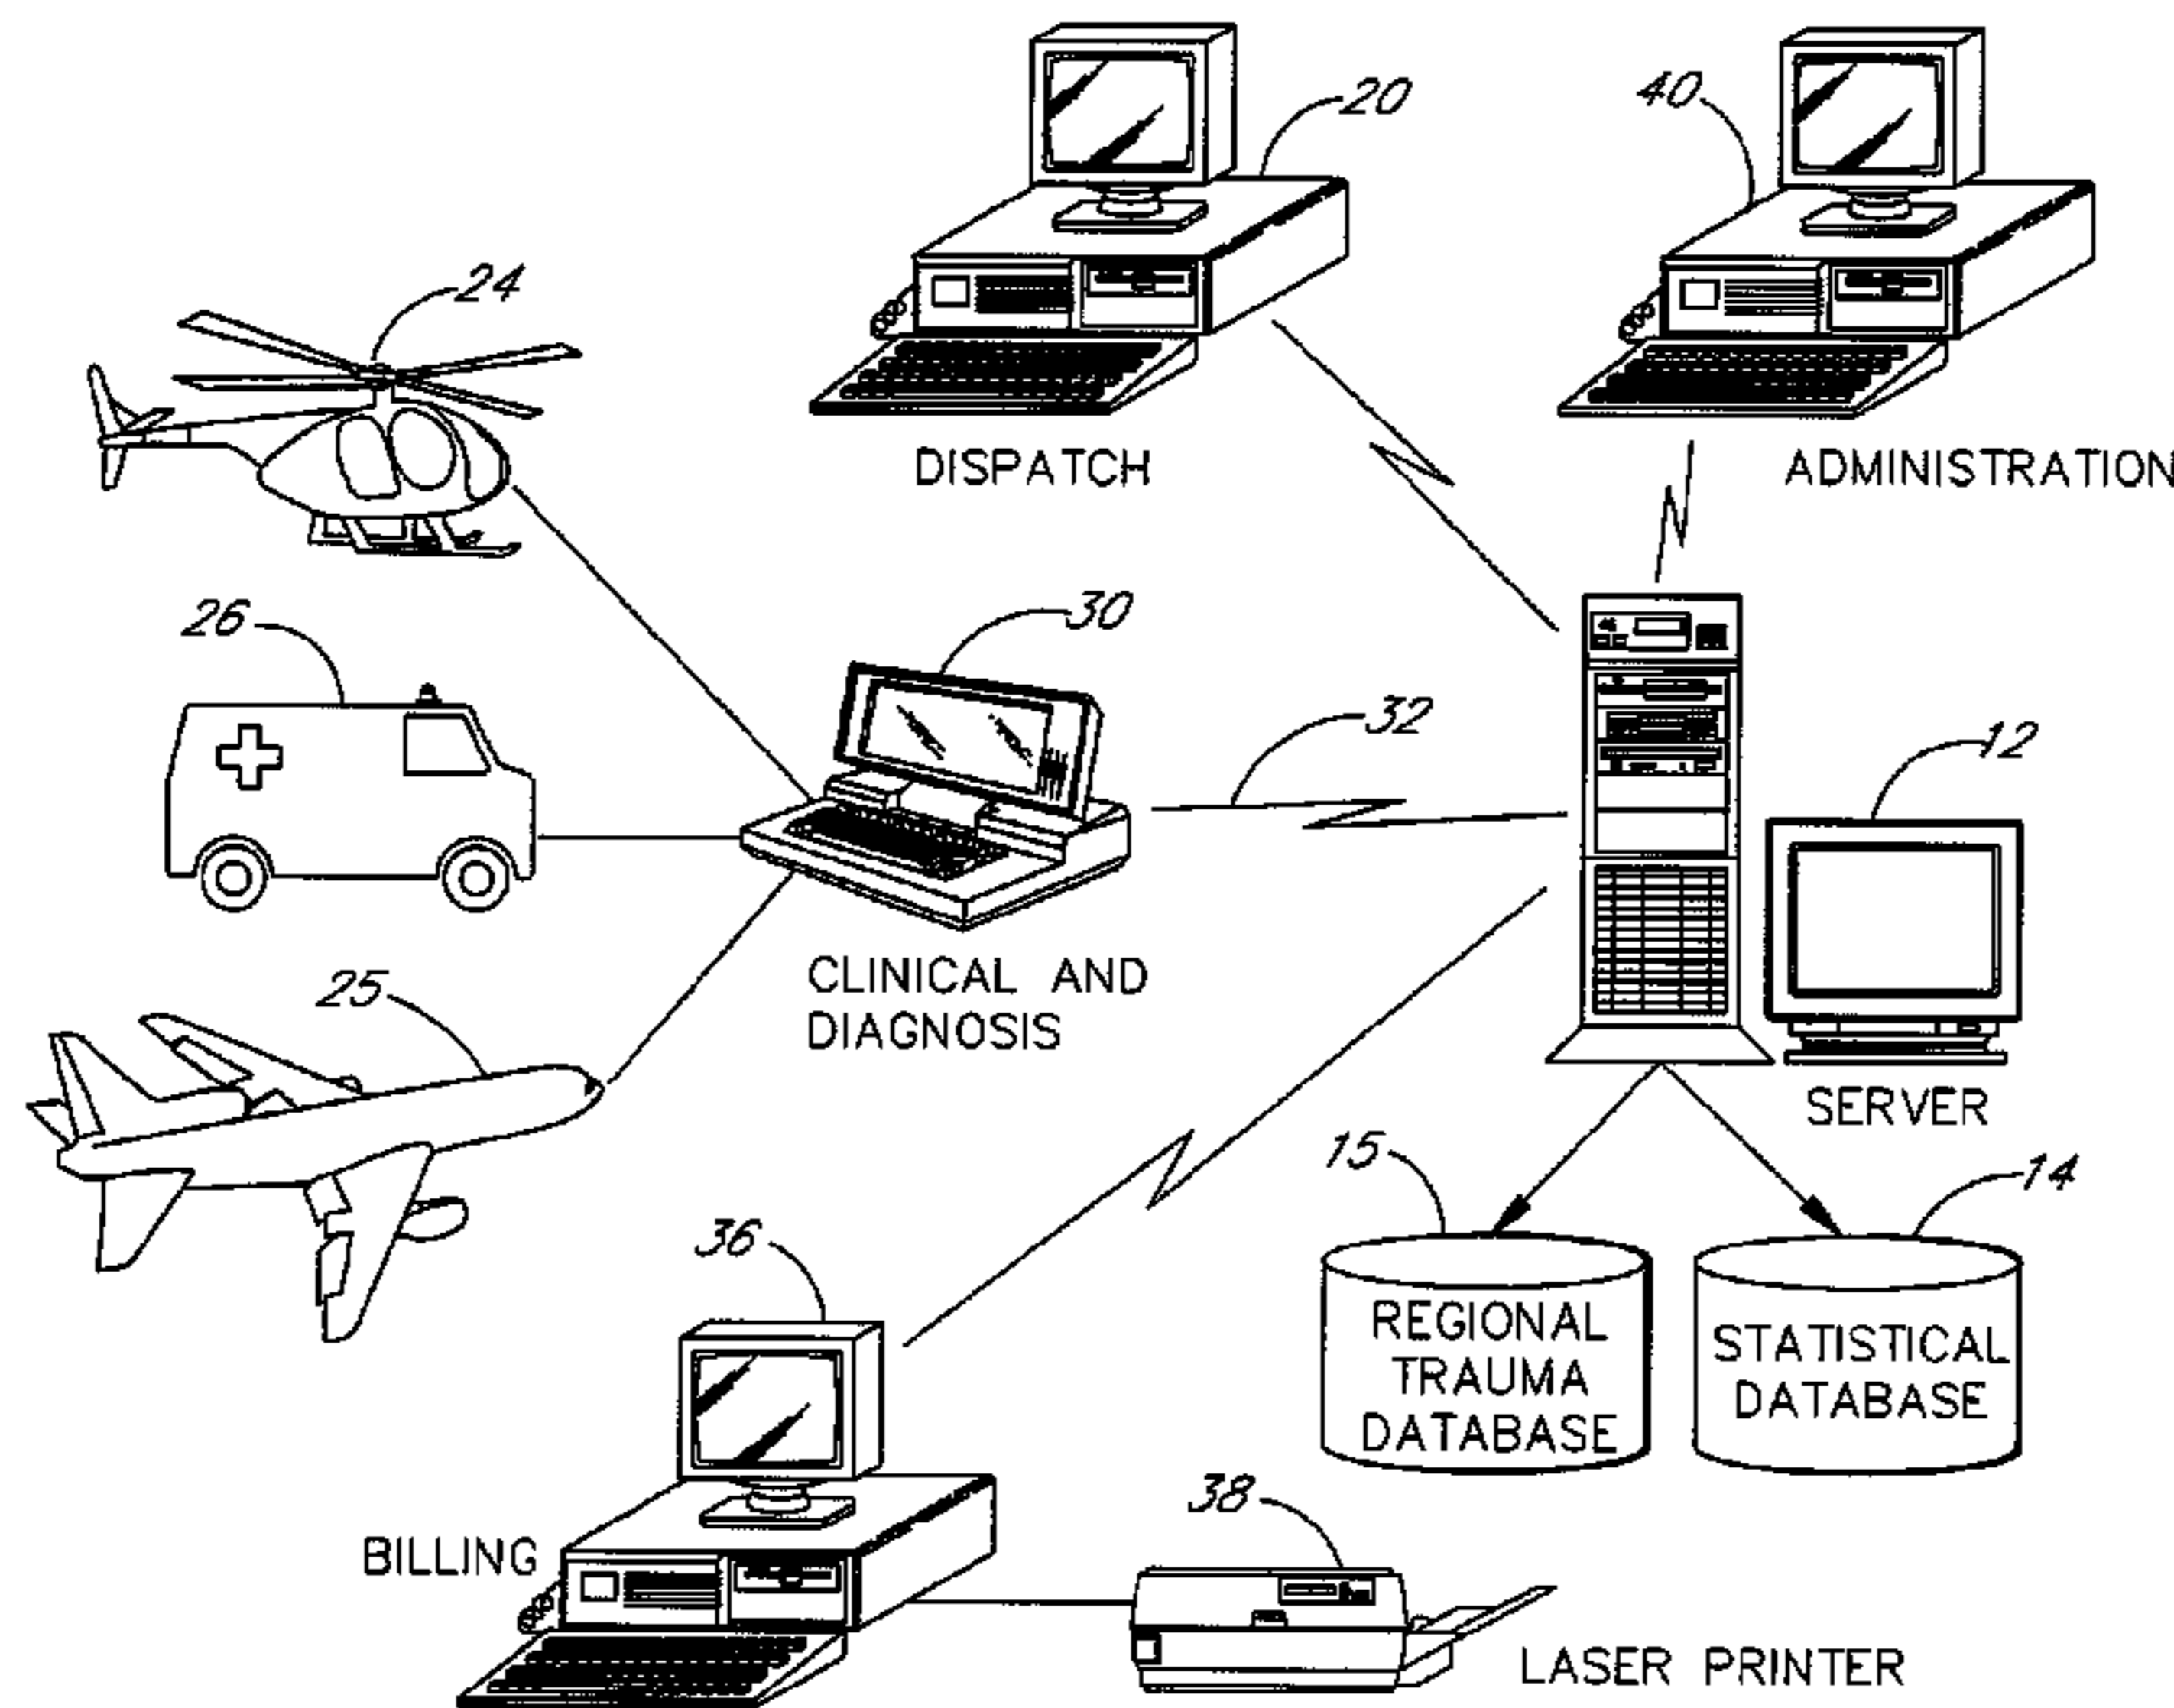 20
40
24
DISPATCH
ADMINISTRATION
26
30
32
12
CLINICAL AND
DIAGNOSIS
25
SERVER
15
14
36
REGIONAL
TRAUMA
DATABASE
STATISTICAL
DATABASE
38
BILLING
LASER PRINTER